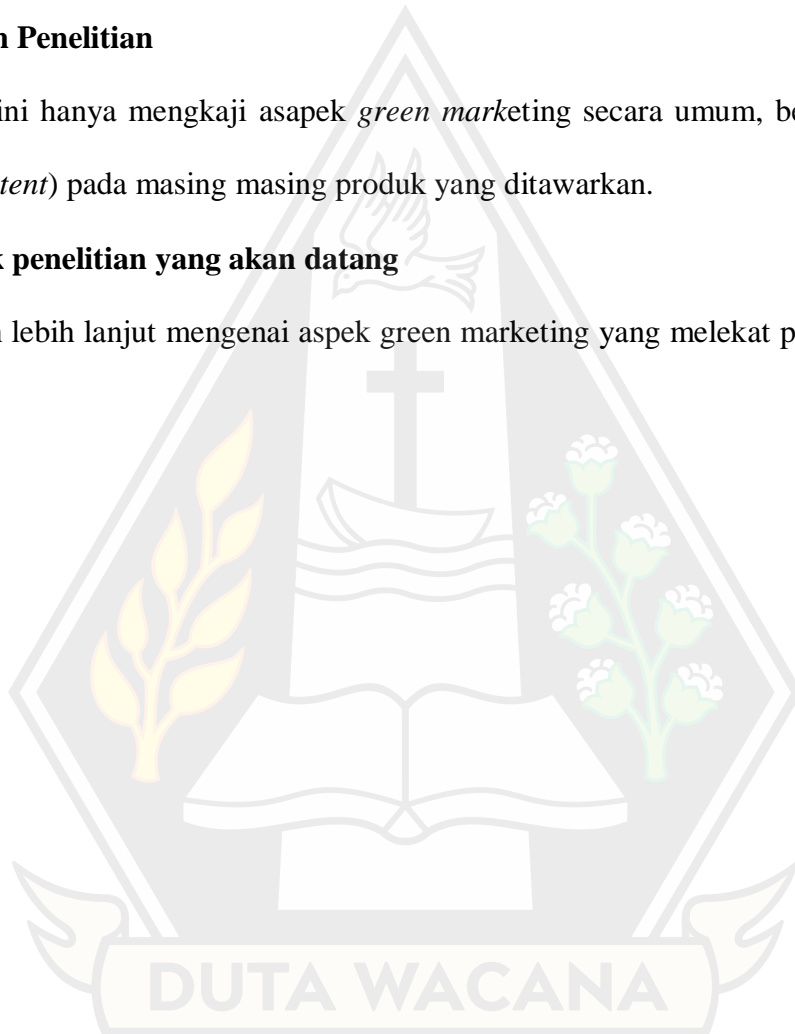 n Penelitian
ini hanya mengkaji asapek green marketing secara umum, be
tent) pada masing masing produk yang ditawarkan.
k penelitian yang akan datang
n lebih lanjut mengenai aspek green marketing yang melekat p
DUTA WACANA